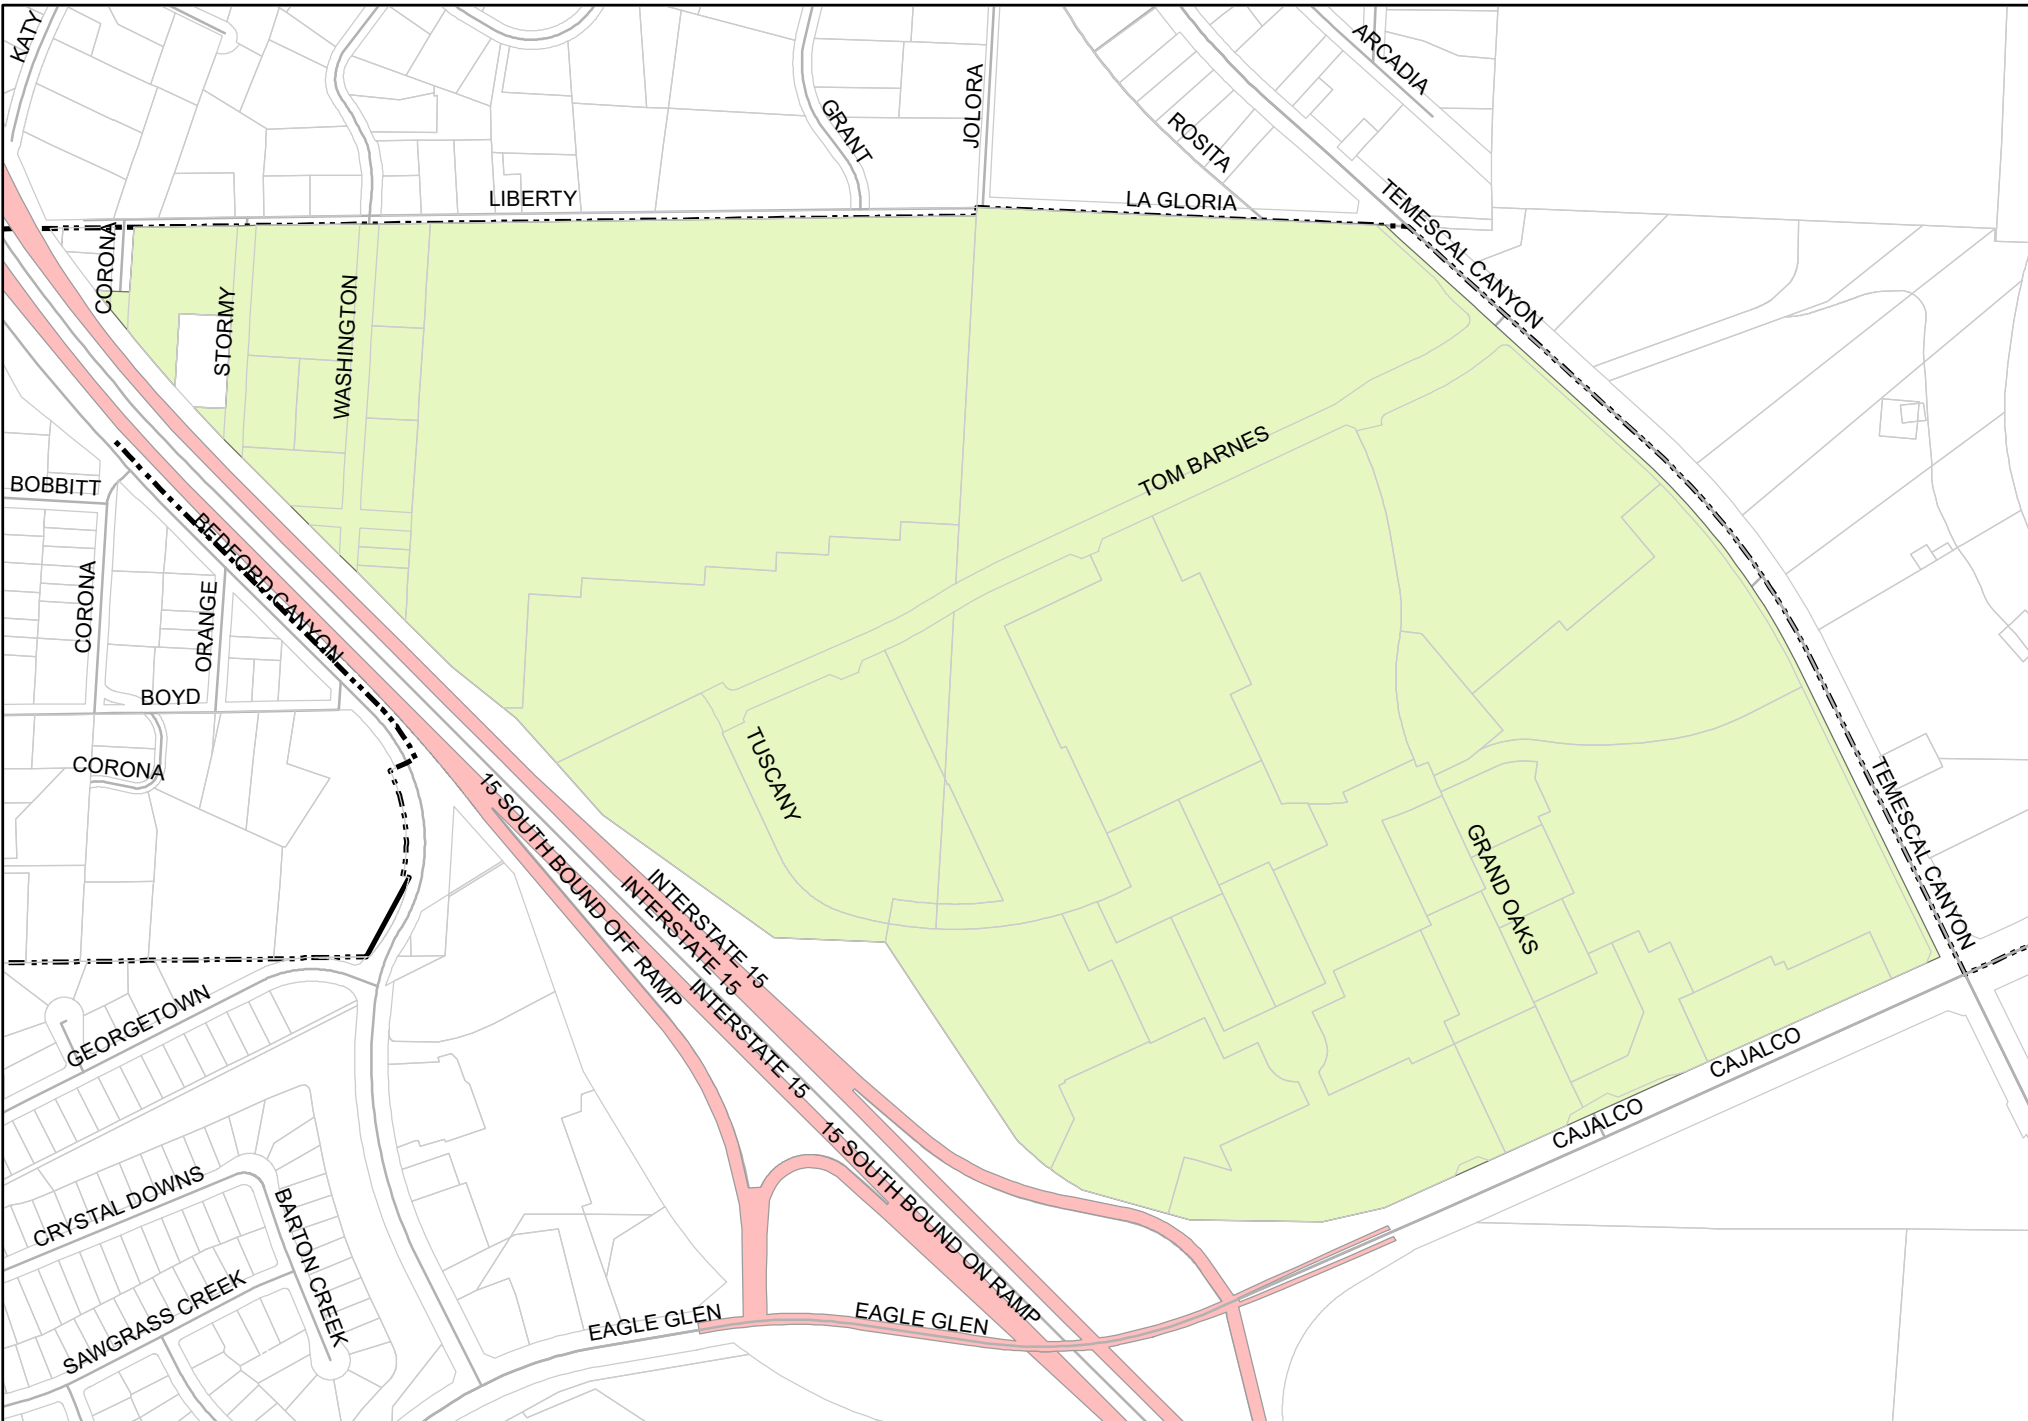 KATY
ARCADIA
JOLORA
GRANT
ROSITA
LIBERTY
LA GLORIA
TEMESCAL CANYON
CORONA
STORMY
WASHINGTON
TOM BARNES
BOBBITT
BEDFORD CANYON
CORONA
ORANGE
BOYD
CORONA
TUSCANY
TEMESCAL CANYON
15 SOUTH BOUND OFF RAMP
GRAND OAKS
INTERSTATE 15
INTERSTATE 15
INTERSTATE 15
GEORGETOWN
CAJALCO
CAJALCO
15 SOUTH BOUND ON RAMP
CRYSTAL DOWNS
BARTON CREEK
SAWGRASS CREEK
EAGLE GLEN
EAGLE GLEN